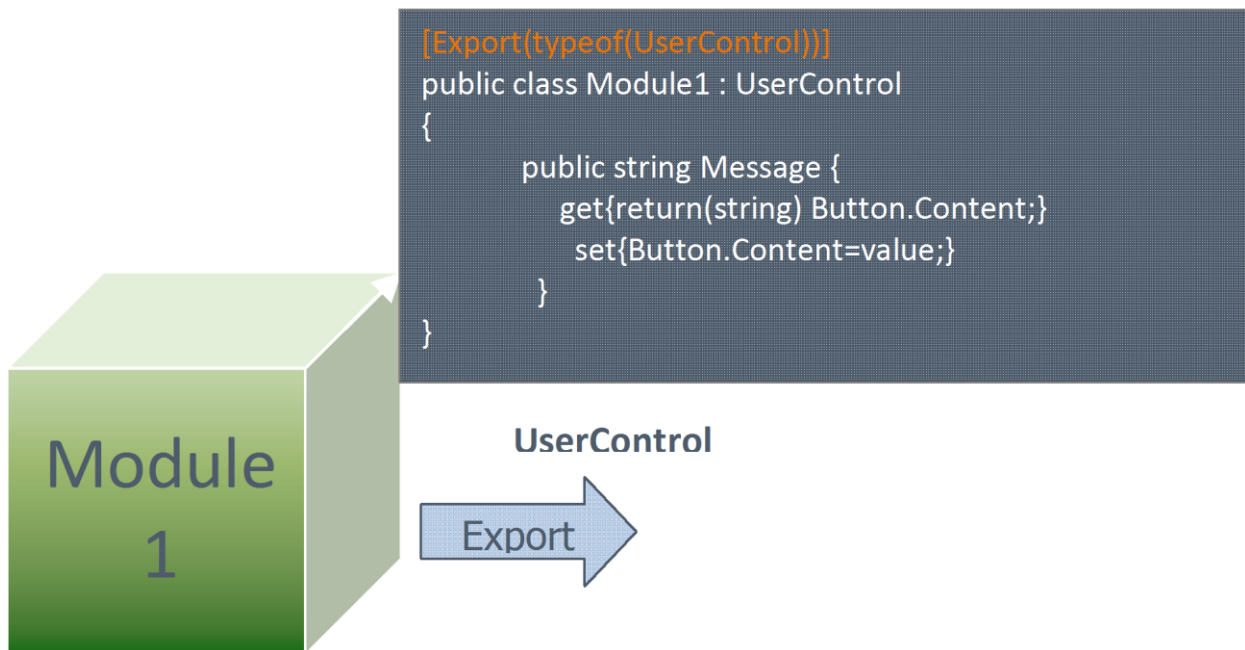 [Export(typeof(UserControl))]
public class Module1 : UserControl
{
public string Message {
get{return(string) Button.Content;}
set{Button.Content=value;}
}
}
Module
1
UserControl
Export